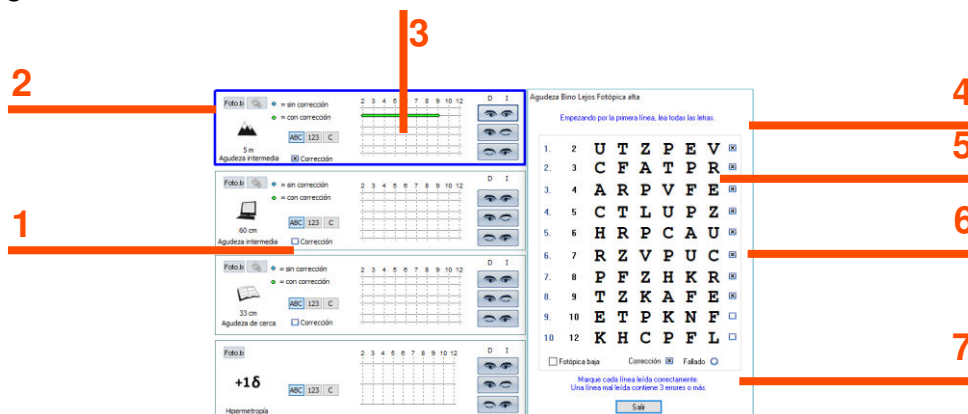 3
2
4
5
1
6
7
Foto.b
= sin corrección
= con corrección
2 3 4 5 6 7 8 9 10 12
D I
ABC 123 C
5 m
Agudeza intermedia
Corrección
Foto.b
= sin corrección
= con corrección
2 3 4 5 6 7 8 9 10 12
D I
ABC 123 C
60 cm
Agudeza intermedia
Corrección
Foto.b
= sin corrección
= con corrección
2 3 4 5 6 7 8 9 10 12
D I
ABC 123 C
33 cm
Agudeza de cerca
Corrección
Foto.b
2 3 4 5 6 7 8 9 10 12
D I
+1δ
ABC 123 C
Hipermetropía
Agudeza Bino Lejos Fotópica alta
Empezando por la primera línea, lea todas las letras.
1. 2 U T Z P E V
2. 3 C F A T P R
3. 4 A R P V F E
4. 5 C T L U P Z
5. 6 H R P C A U
6. 7 R Z V P U C
7. 8 P F Z H K R
8. 9 T Z K A F E
9. 10 E T P K N F
10 12 K H C P F L
Fotópica baja Corrección Fallado
Marque cada línea leída correctamente.
Una línea mal leída contiene 3 errores o más.
Salir